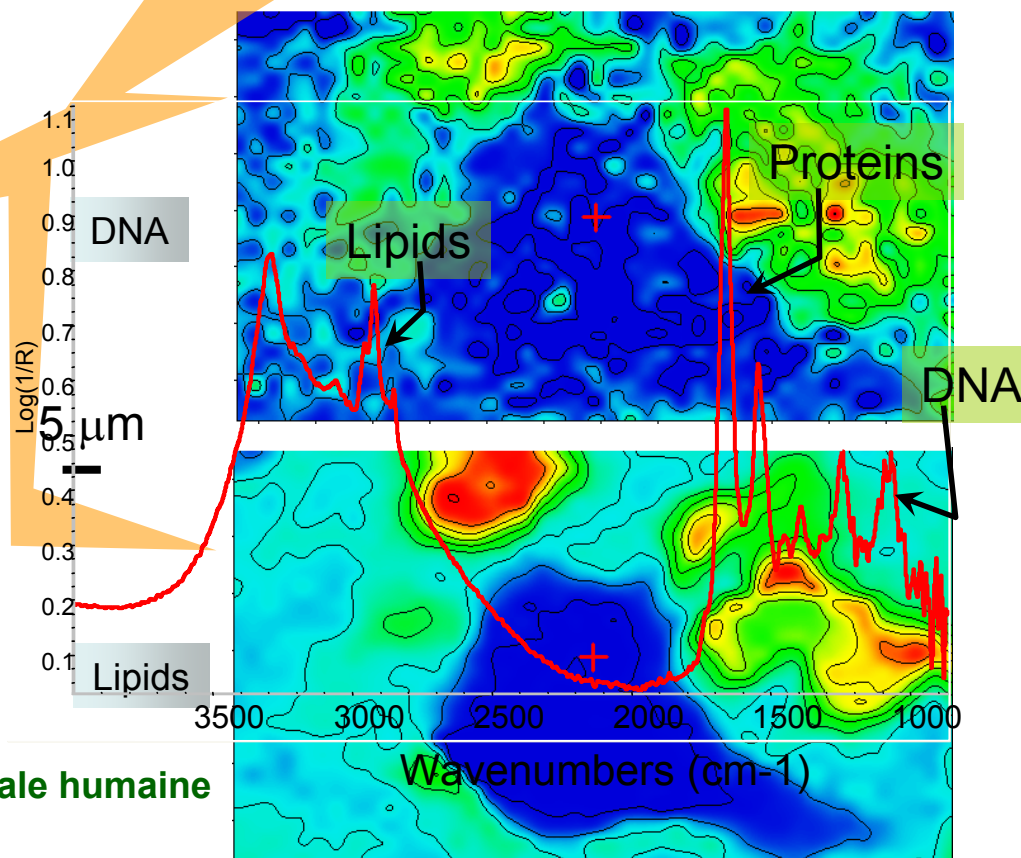 1.1
1.0
Proteins
0.9
DNA
Lipids
0.8
0.7
Log(1/R)
0.6
DNA
5 μm
0.5
0.4
0.3
0.2
0.1
Lipids
3500 3000 2500 2000 1500 1000
Wavenumbers (cm-1)
ale humaine